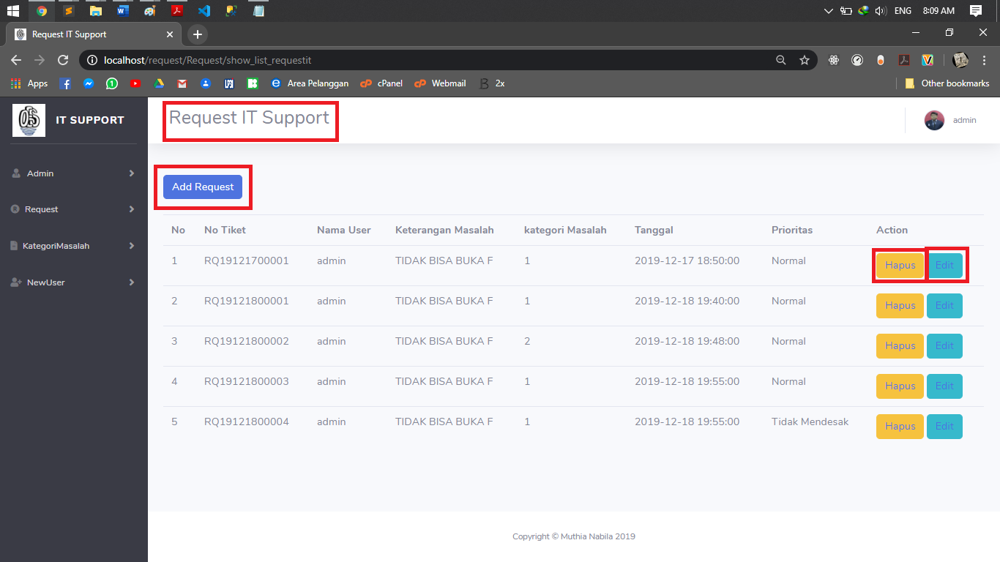 ENG 8:09 AM
Request IT Support
localhost/request/Request/show_list_requestit
Apps Area Pelanggan cPanel Webmail 2x Other bookmarks
IT SUPPORT
Request IT Support
admin
Admin
Request
KategoriMasalah
NewUser
Add Request
No No Tiket Nama User Keterangan Masalah kategori Masalah Tanggal Prioritas Action
1 RQ19121700001 admin TIDAK BISA BUKA F 1 2019-12-17 18:50:00 Normal Hapus Edit
2 RQ19121800001 admin TIDAK BISA BUKA F 1 2019-12-18 19:40:00 Normal Hapus Edit
3 RQ19121800002 admin TIDAK BISA BUKA F 2 2019-12-18 19:48:00 Normal Hapus Edit
4 RQ19121800003 admin TIDAK BISA BUKA F 1 2019-12-18 19:55:00 Normal Hapus Edit
5 RQ19121800004 admin TIDAK BISA BUKA F 1 2019-12-18 19:55:00 Tidak Mendesak Hapus Edit
Copyright © Muthia Nabila 2019